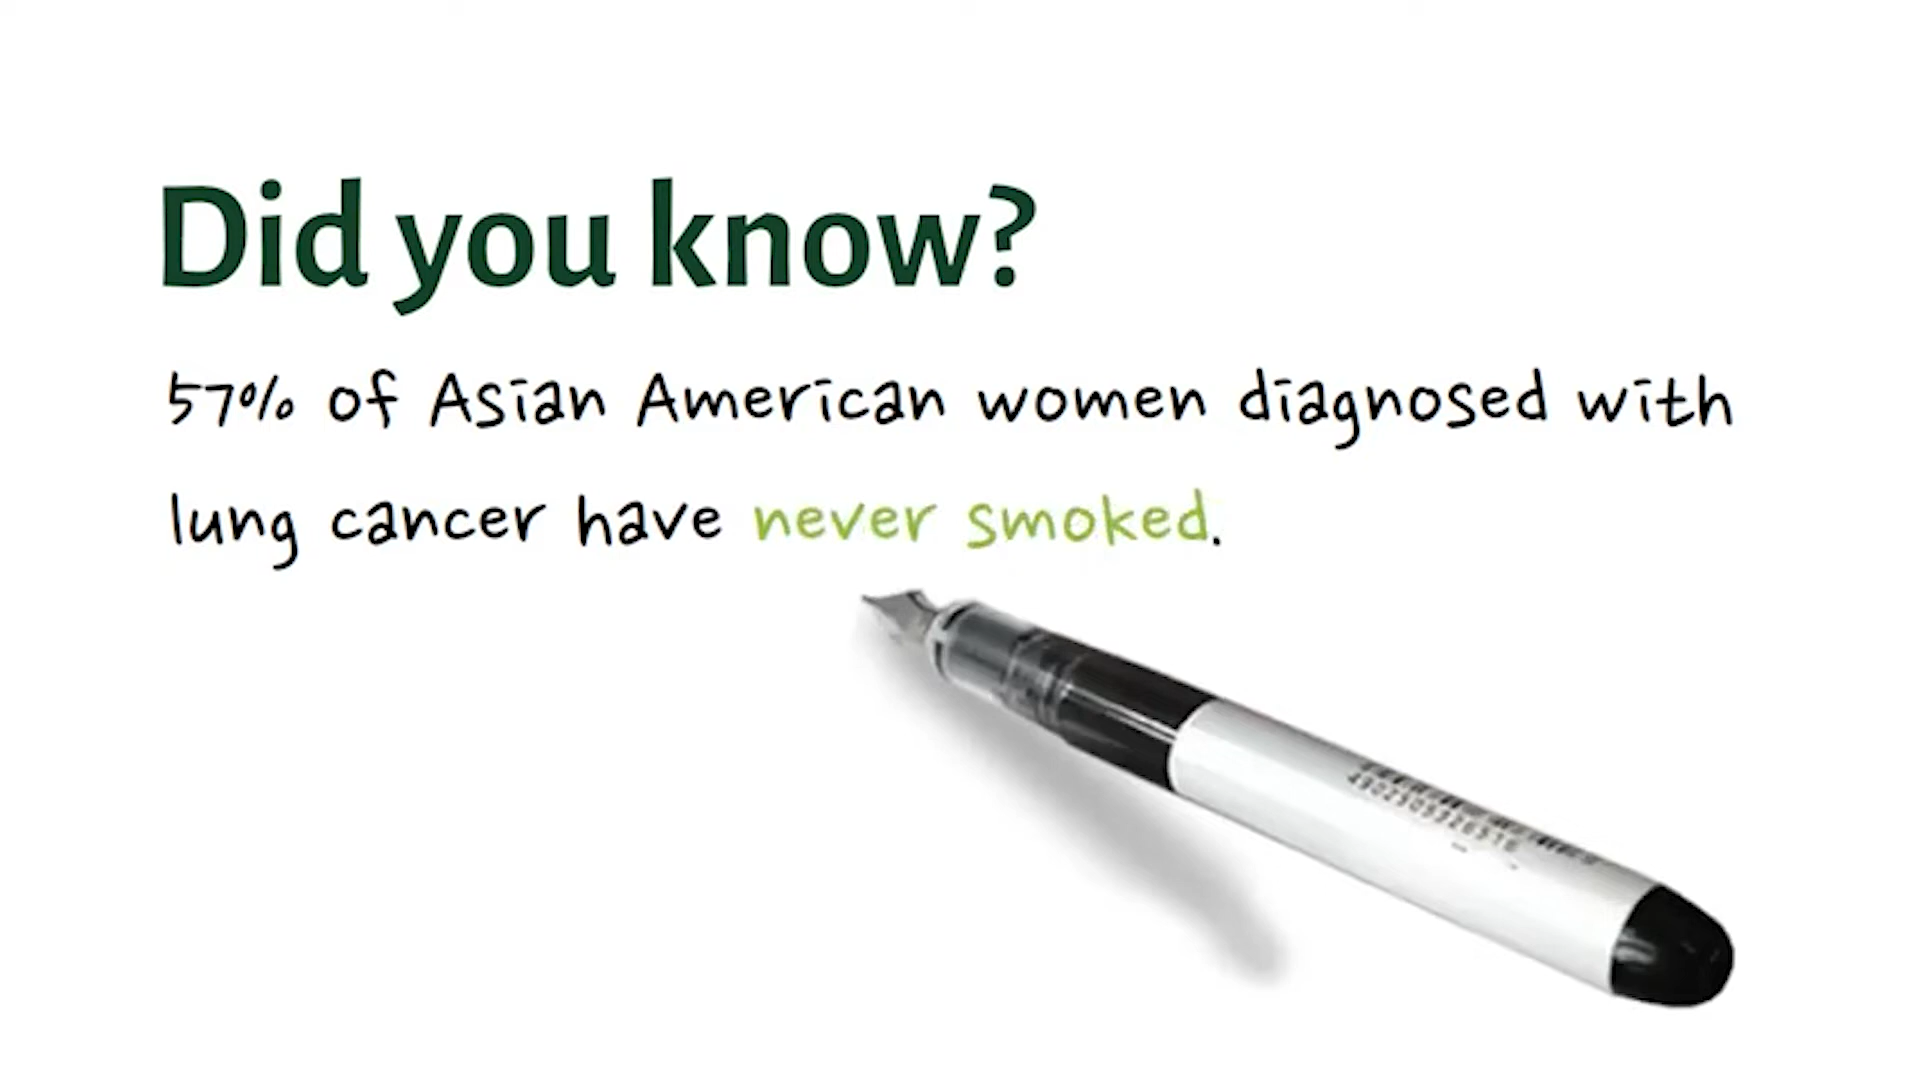 Did you know?
57% of Asian American women diagnosed with
lung cancer have never smoked.